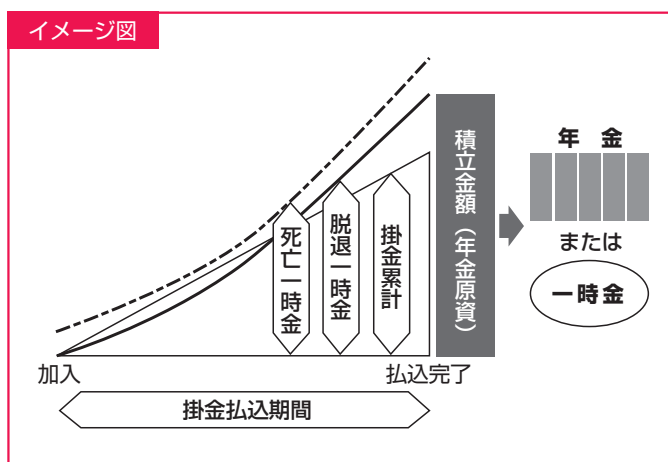 イメージ図
死亡一時金
脱退一時金
掛金累計
積立金額（年金原資）
年 金
または
一時金
加入
払込完了
掛金払込期間